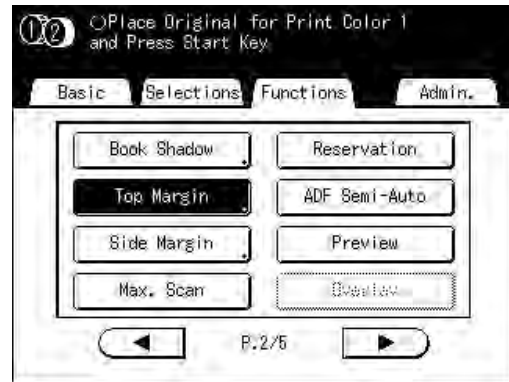 12 ○Place Original for Print Color 1
and Press Start Key
Basic Selections Functions Admin.
Book Shadow Reservation
Top Margin ADF Semi-Auto
Side Margin Preview
Max. Scan Overlay
◀ P.2/5 ▶